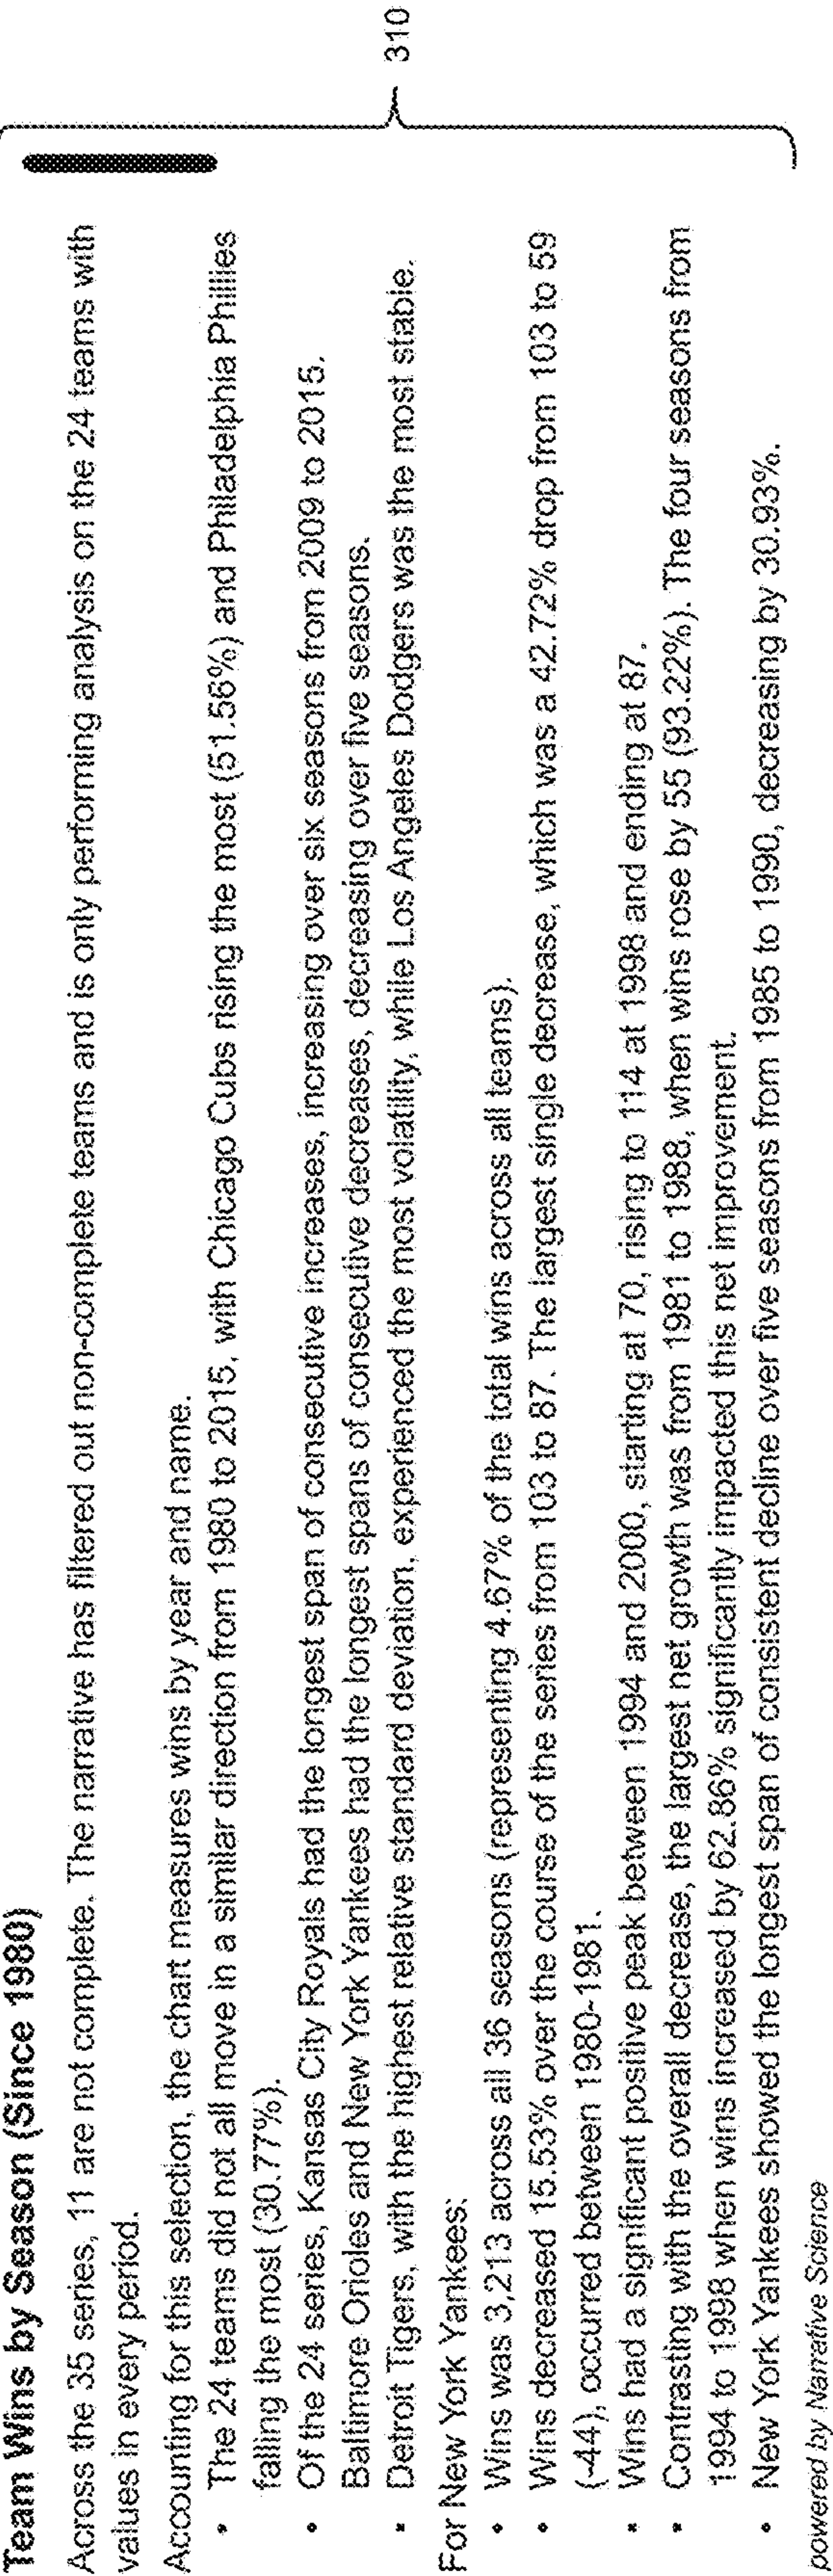 Team Wins by Season (Since 1980)
Across the 35 series, 11 are not complete. The narrative has filtered out non-complete teams and is only performing analysis on the 24 teams with
values in every period.
Accounting for this selection, the chart measures wins by year and name.
• The 24 teams did not all move in a similar direction from 1980 to 2015, with Chicago Cubs rising the most (51.56%) and Philadelphia Phillies
falling the most (30.77%).
• Of the 24 series, Kansas City Royals had the longest span of consecutive increases, increasing over six seasons from 2009 to 2015.
Baltimore Orioles and New York Yankees had the longest spans of consecutive decreases, decreasing over five seasons.
• Detroit Tigers, with the highest relative standard deviation, experienced the most volatility, while Los Angeles Dodgers was the most stable.
For New York Yankees:
• Wins was 3,213 across all 36 seasons (representing 4.67% of the total wins across all teams).
• Wins decreased 15.53% over the course of the series from 103 to 87. The largest single decrease, which was a 42.72% drop from 103 to 59
(-44), occurred between 1980-1981.
• Wins had a significant positive peak between 1994 and 2000, starting at 70, rising to 114 at 1998 and ending at 87.
• Contrasting with the overall decrease, the largest net growth was from 1981 to 1988, when wins rose by 55 (93.22%). The four seasons from
1994 to 1998 when wins increased by 62.86% significantly impacted this net improvement.
• New York Yankees showed the longest span of consistent decline over five seasons from 1985 to 1990, decreasing by 30.93%.
powered by Narrative Science
310